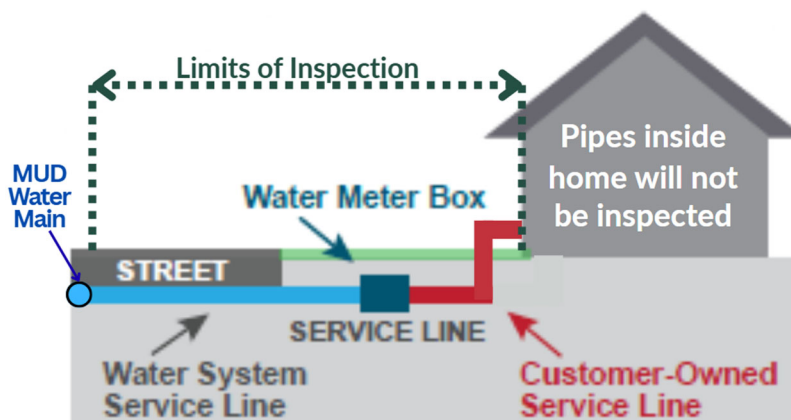 Limits of Inspection
Pipes inside
home will not
be inspected
MUD
Water
Main
Water Meter Box
STREET
SERVICE LINE
Water System
Service Line
Customer-Owned
Service Line